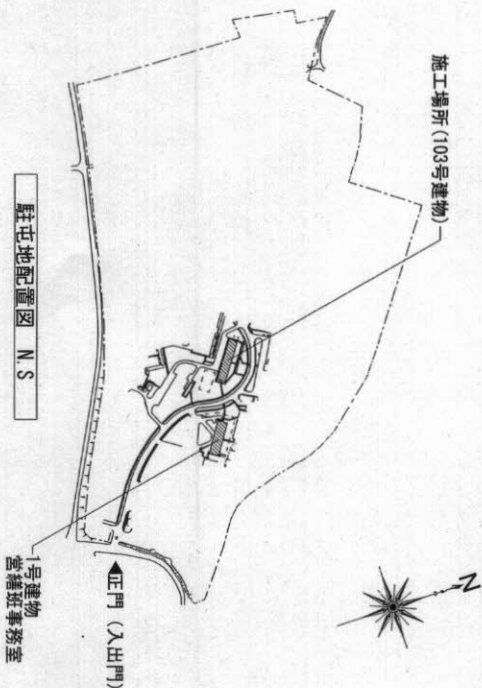 施工場所(103号建物)
N
駐屯地配置図 N.S
1号建物
営繕班事務室
◀正門 (入出門)